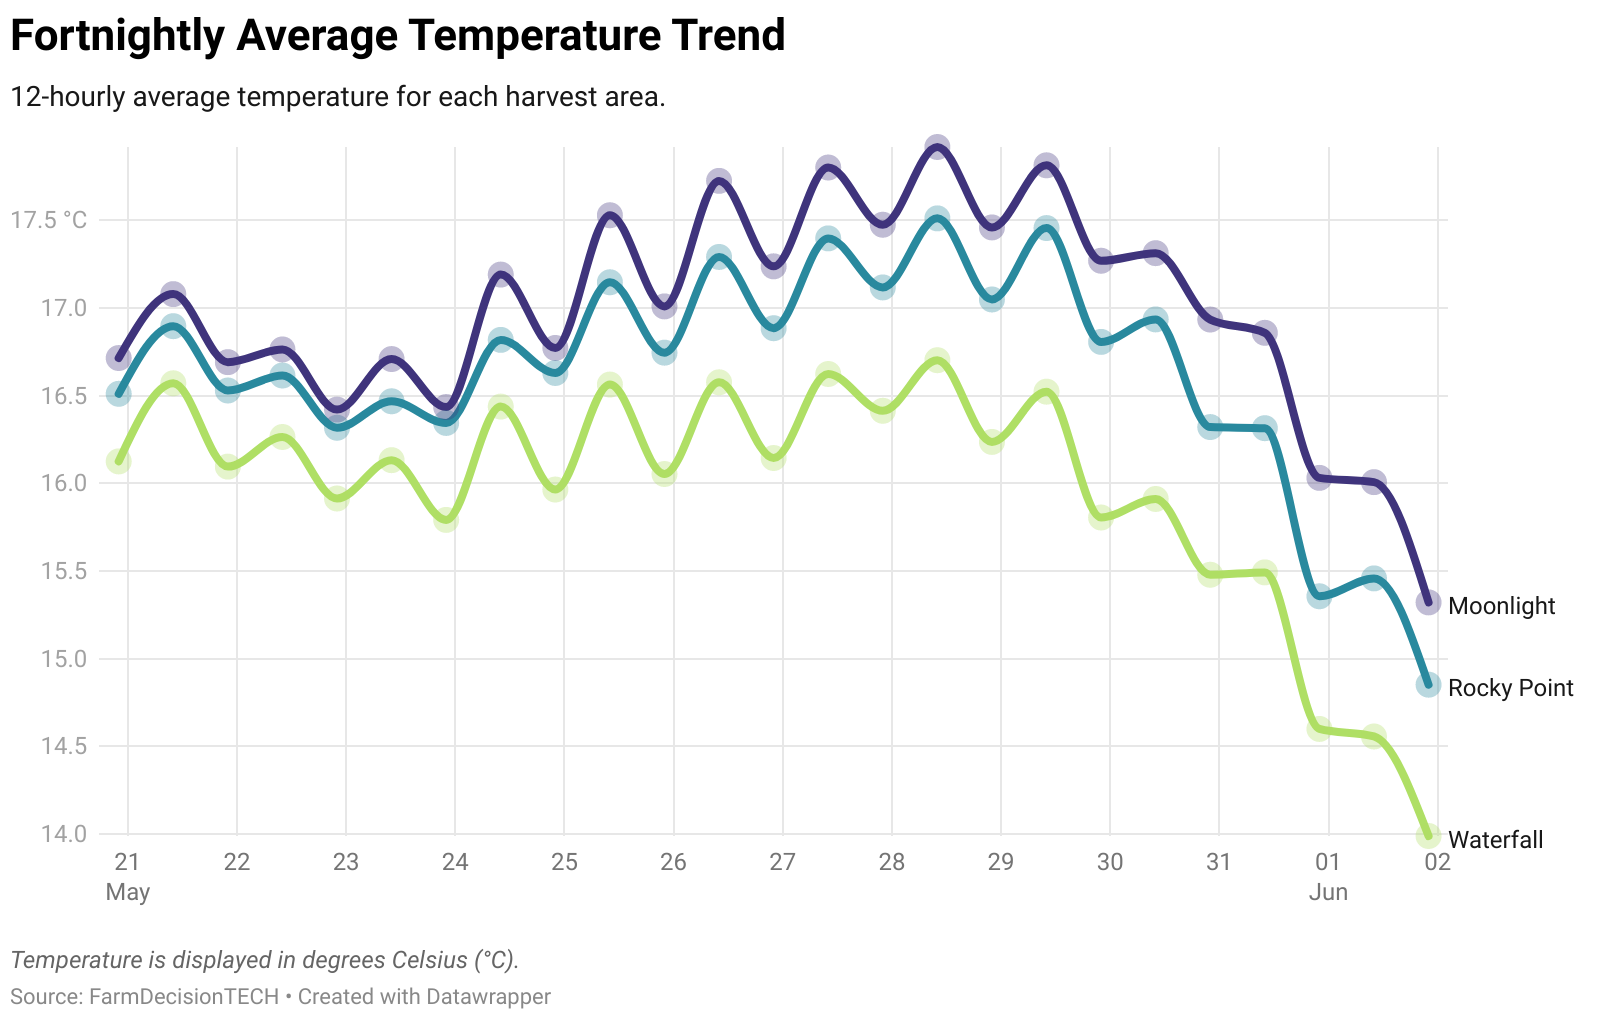 Fortnightly Average Temperature Trend
12-hourly average temperature for each harvest area.
17.5 °C
17.0
16.5
16.0
15.5
15.0
14.5
14.0
Moonlight
Rocky Point
Waterfall
21 22 23 24 25 26 27 28 29 30 31 01 02
May Jun
Temperature is displayed in degrees Celsius (°C).
Source: FarmDecisionTECH • Created with Datawrapper